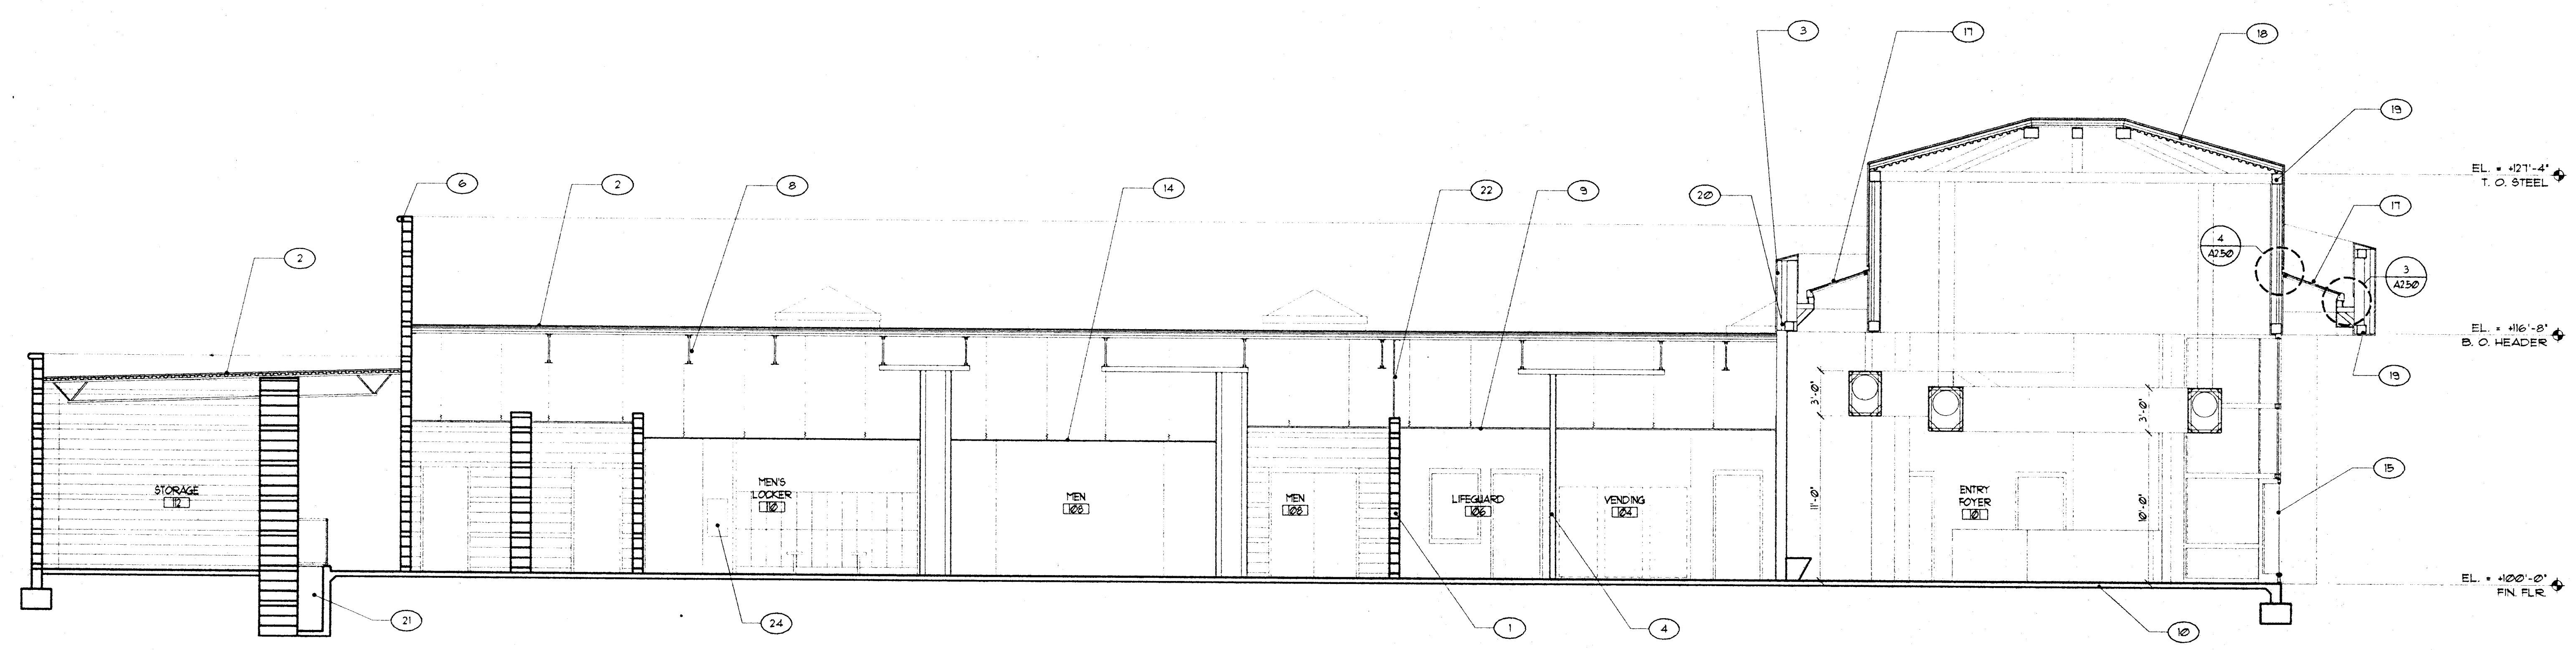 3
17
18
19
EL. = +127'-4"
T. O. STEEL
6
2
8
14
22
9
20
17
4
A250
3
A250
2
EL. = +116'-8"
B. O. HEADER
19
3'-0"
3'-0"
15
STORAGE
112
MEN'S
LOCKER
110
MEN
108
MEN
108
LIFEGUARD
106
VENDING
104
11'-0"
ENTRY
FOYER
101
10'-0"
EL. = +100'-0"
FIN. FLR.
21
24
1
4
10